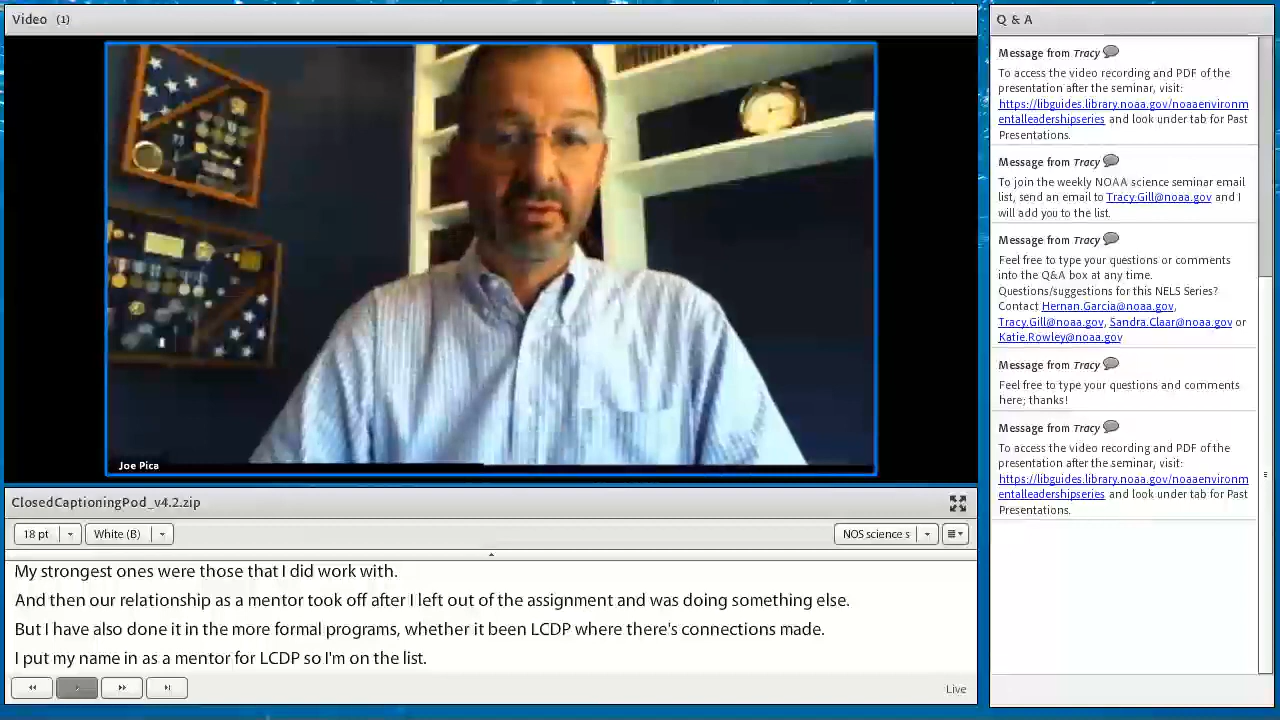 Video (1)
Joe Pica
ClosedCaptioningPod_v4.2.zip
18 pt
White (B)
NOS science s
My strongest ones were those that I did work with.
And then our relationship as a mentor took off after I left out of the assignment and was doing something else.
But I have also done it in the more formal programs, whether it been LCDP where there's connections made.
I put my name in as a mentor for LCDP so I'm on the list.
Live
Q & A
Message from Tracy
To access the video recording and PDF of the
presentation after the seminar, visit:
https://libguides.library.noaa.gov/noaaenvironm
entalleadershipseries and look under tab for Past
Presentations.
Message from Tracy
To join the weekly NOAA science seminar email
list, send an email to Tracy.Gill@noaa.gov and I
will add you to the list.
Message from Tracy
Feel free to type your questions or comments
into the Q&A box at any time.
Questions/suggestions for this NELS Series?
Contact Hernan.Garcia@noaa.gov,
Tracy.Gill@noaa.gov, Sandra.Claar@noaa.gov or
Katie.Rowley@noaa.gov
Message from Tracy
Feel free to type your questions and comments
here; thanks!
Message from Tracy
To access the video recording and PDF of the
presentation after the seminar, visit:
https://libguides.library.noaa.gov/noaaenvironm
entalleadershipseries and look under tab for Past
Presentations.